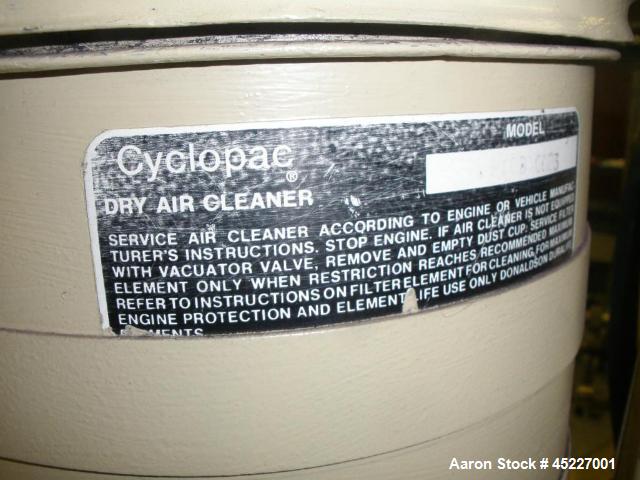 MODEL
Cyclopac®
DRY AIR CLEANER
SERVICE AIR CLEANER ACCORDING TO ENGINE OR VEHICLE MANUFAC
TURER'S INSTRUCTIONS. STOP ENGINE. IF AIR CLEANER IS NOT EQUIPPED
WITH VACUATOR VALVE, REMOVE AND EMPTY DUST CUP. SERVICE FILTER
ELEMENT ONLY WHEN RESTRICTION REACHES RECOMMENDED MAXIMUM
REFER TO INSTRUCTIONS ON FILTER ELEMENT FOR CLEANING, FOR MAXIMUM
ENGINE PROTECTION AND ELEMENT LIFE USE ONLY DONALDSON
Aaron Stock # 45227001